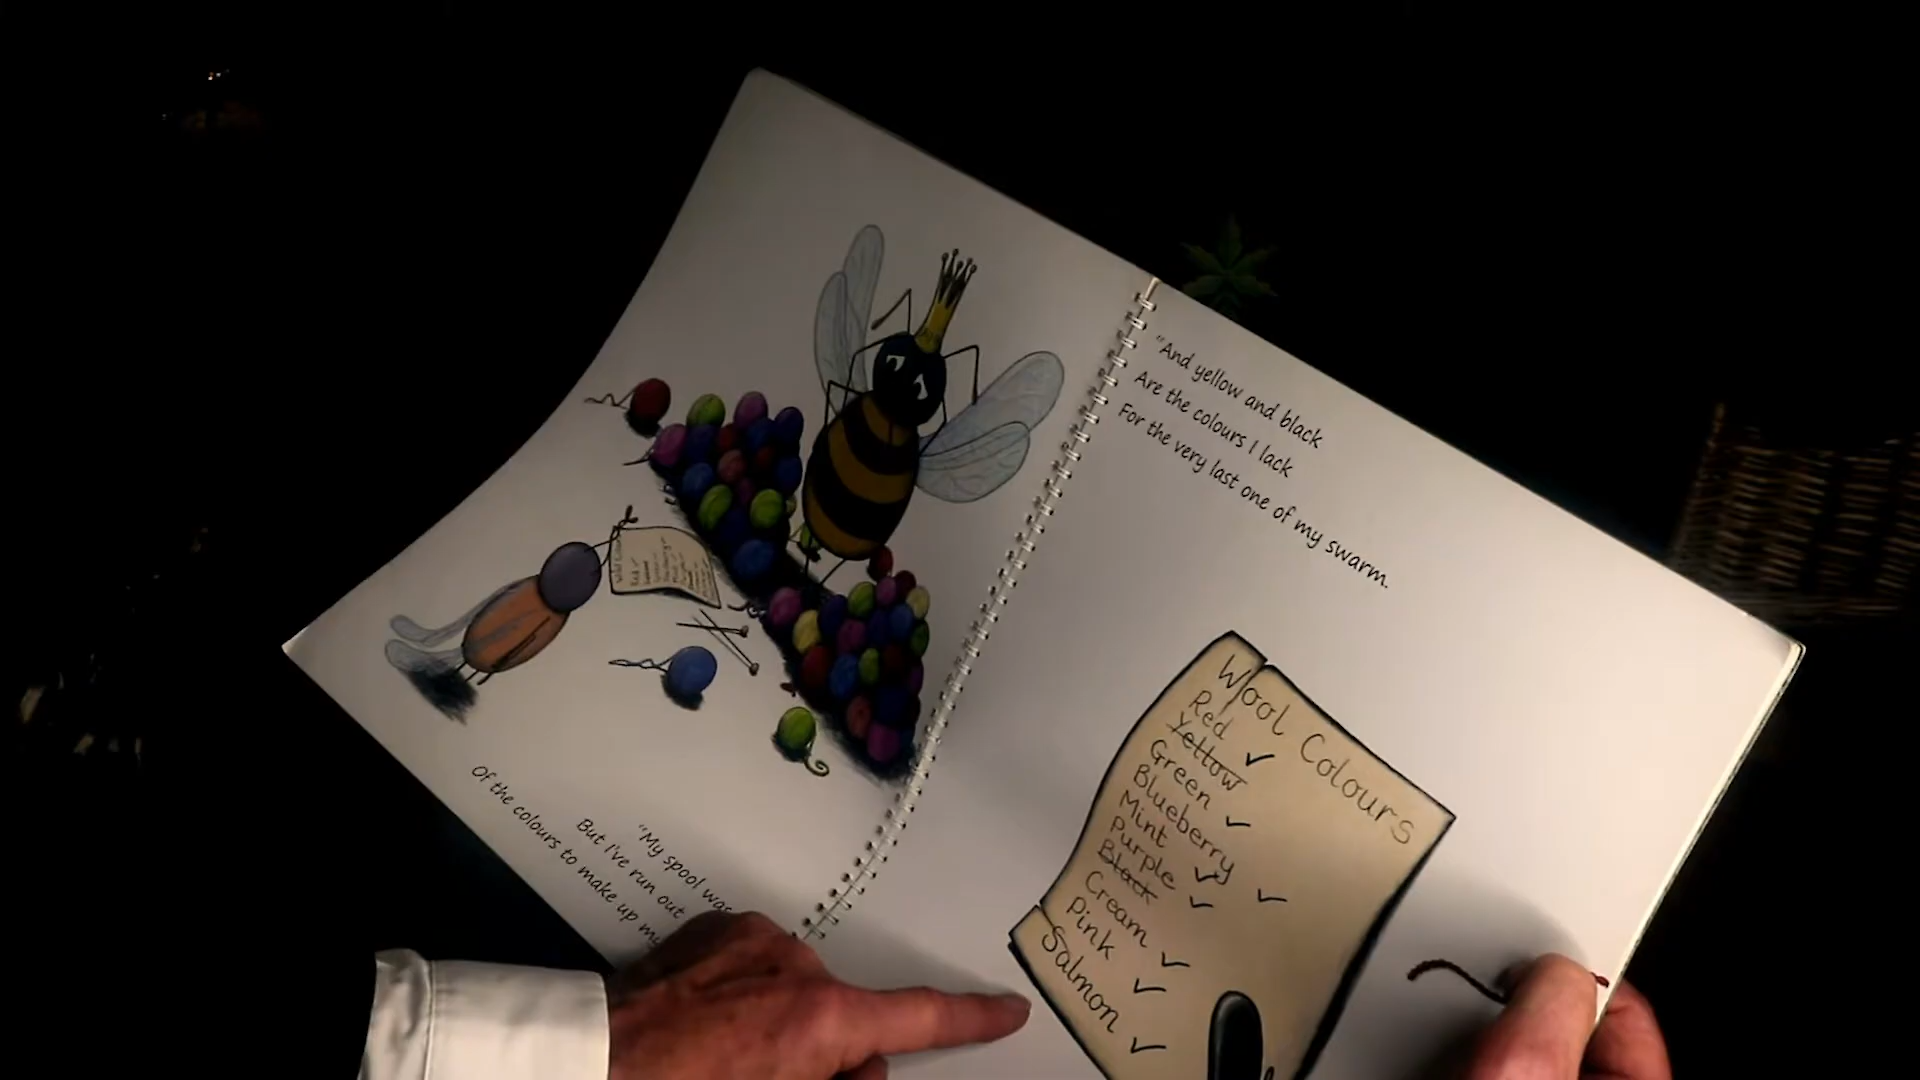 "My spool was
But I've run out
Of the colours to make up my
"And yellow and black
Are the colours I lack
For the very last one of my swarm.
Wool Colours
Red ✓
Yellow
Green ✓
Blueberry ✓
Mint ✓
Purple ✓
Black
Cream ✓
Pink ✓
Salmon ✓